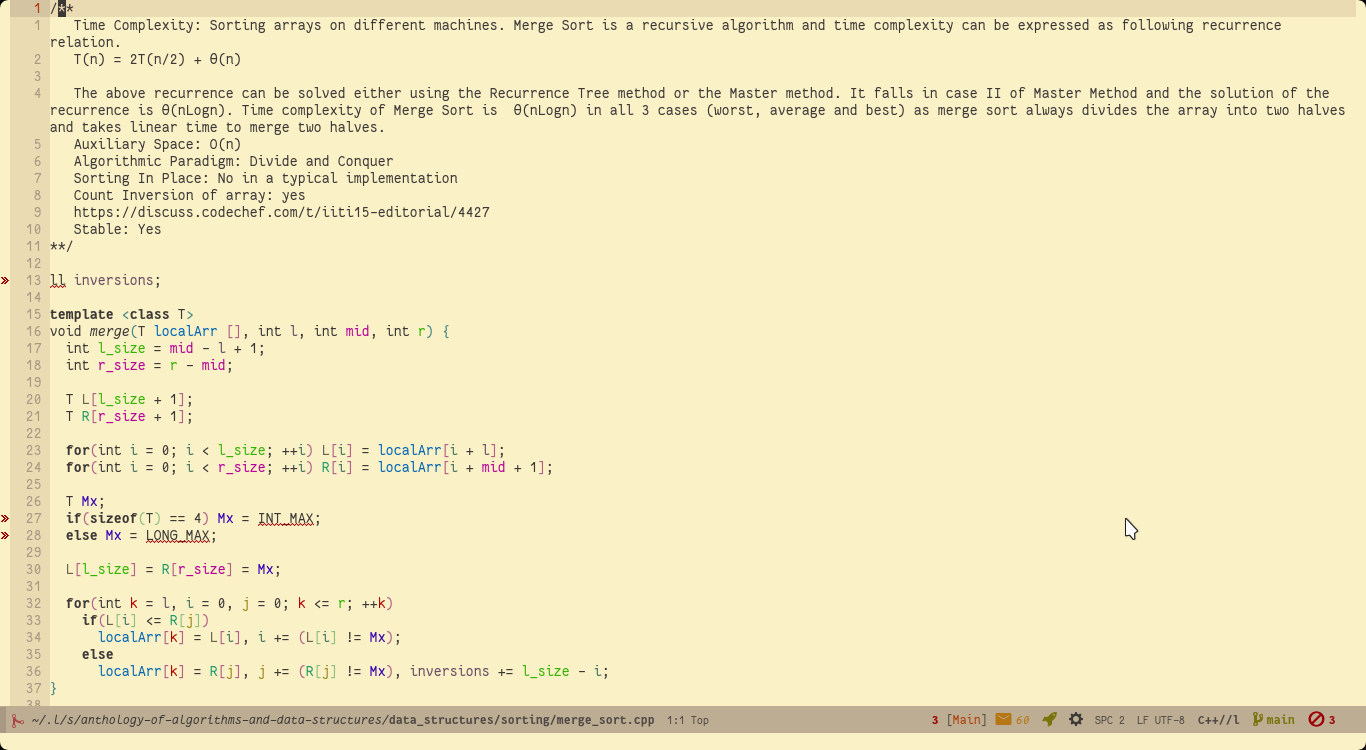 1 /**
1 Time Complexity: Sorting arrays on different machines. Merge Sort is a recursive algorithm and time complexity can be expressed as following recurrence
relation.
2 T(n) = 2T(n/2) + θ(n)
3
4 The above recurrence can be solved either using the Recurrence Tree method or the Master method. It falls in case II of Master Method and the solution of the
recurrence is θ(nLogn). Time complexity of Merge Sort is  θ(nLogn) in all 3 cases (worst, average and best) as merge sort always divides the array into two halves
and takes linear time to merge two halves.
5 Auxiliary Space: O(n)
6 Algorithmic Paradigm: Divide and Conquer
7 Sorting In Place: No in a typical implementation
8 Count Inversion of array: yes
9 https://discuss.codechef.com/t/iiti15-editorial/4427
10 Stable: Yes
11 **/
12
» 13 ll inversions;
14
15 template <class T>
16 void merge(T localArr [], int l, int mid, int r) {
17 int l_size = mid - l + 1;
18 int r_size = r - mid;
19
20 T L[l_size + 1];
21 T R[r_size + 1];
22
23 for(int i = 0; i < l_size; ++i) L[i] = localArr[i + l];
24 for(int i = 0; i < r_size; ++i) R[i] = localArr[i + mid + 1];
25
26 T Mx;
» 27 if(sizeof(T) == 4) Mx = INT_MAX;
» 28 else Mx = LONG_MAX;
29
30 L[l_size] = R[r_size] = Mx;
31
32 for(int k = l, i = 0, j = 0; k <= r; ++k)
33 if(L[i] <= R[j])
34 localArr[k] = L[i], i += (L[i] != Mx);
35 else
36 localArr[k] = R[j], j += (R[j] != Mx), inversions += l_size - i;
37 }
38
~/.l/s/anthology-of-algorithms-and-data-structures/data_structures/sorting/merge_sort.cpp 1:1 Top 3 [Main] 60 SPC 2 LF UTF-8 C++//l main 3